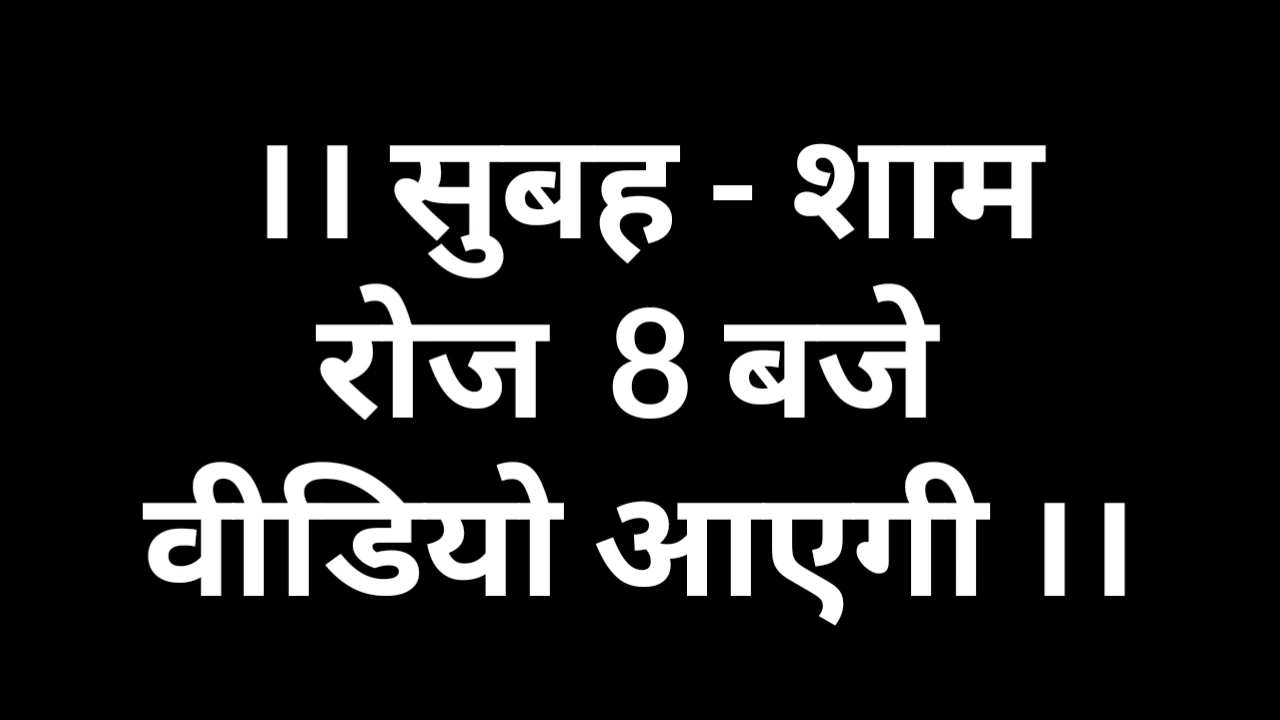 ।। सुबह - शाम
रोज 8 बजे
वीडियो आएगी ।।